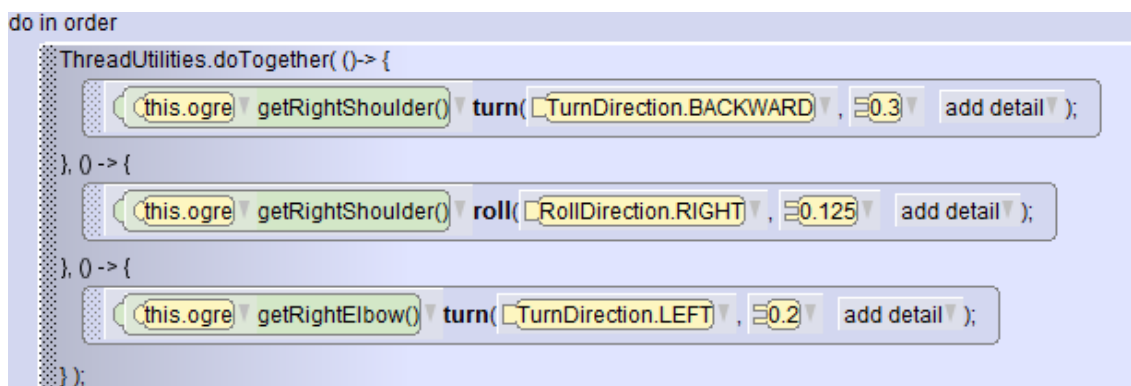 do in order
ThreadUtilities.doTogether( ()-> {
this.ogre getRightShoulder() turn( TurnDirection.BACKWARD , 0.3 add detail );
}, () -> {
this.ogre getRightShoulder() roll( RollDirection.RIGHT , 0.125 add detail );
}, () -> {
this.ogre getRightElbow() turn( TurnDirection.LEFT , 0.2 add detail );
} );